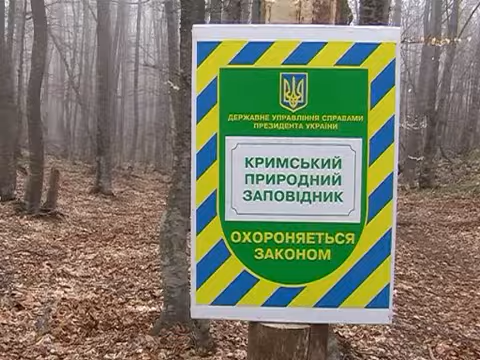 ДЕРЖАВНЕ УПРАВЛІННЯ СПРАВАМИ
ПРЕЗИДЕНТА УКРАЇНИ
КРИМСЬКИЙ
ПРИРОДНИЙ
ЗАПОВІДНИК
ОХОРОНЯЄТЬСЯ
ЗАКОНОМ